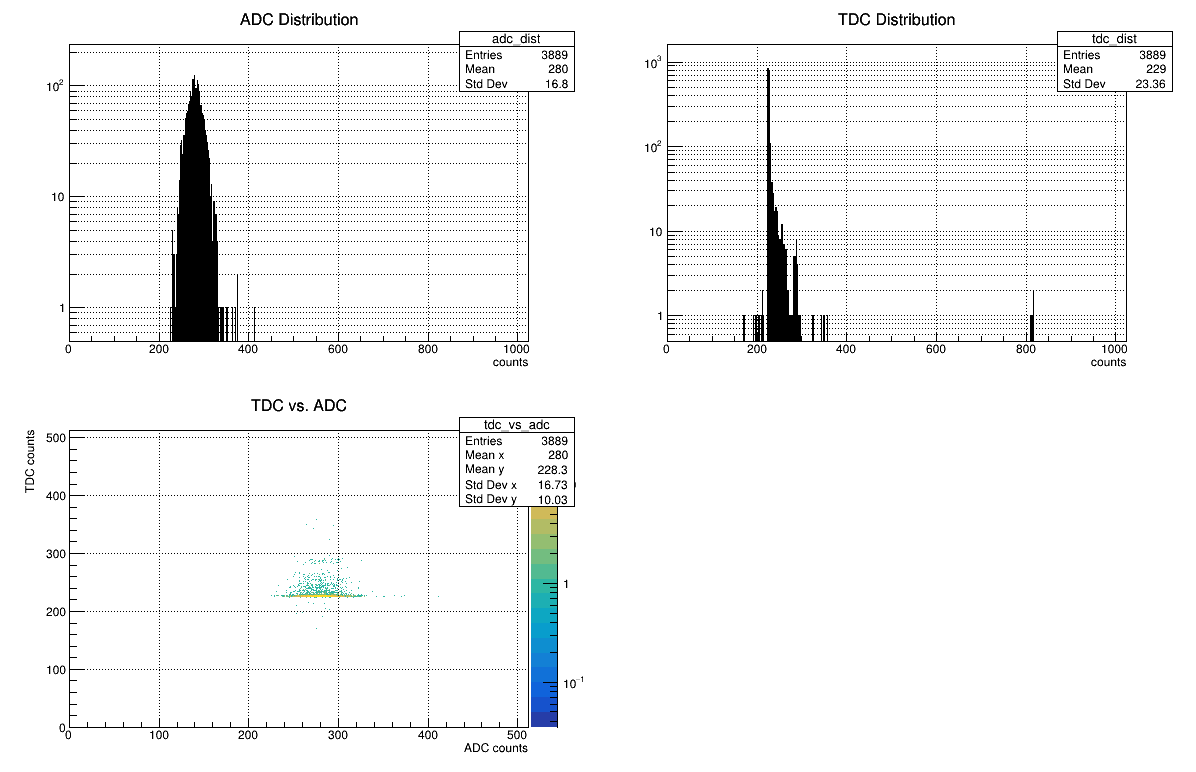 ADC Distribution
adc_dist
Entries 3889
Mean 280
Std Dev 16.8
10²
10
1
0 200 400 600 800 1000
counts
TDC Distribution
tdc_dist
Entries 3889
Mean 229
Std Dev 23.36
10³
10²
10
1
0 200 400 600 800 1000
counts
TDC vs. ADC
tdc_vs_adc
Entries 3889
Mean x 280
Mean y 228.3
Std Dev x 16.73
Std Dev y 10.03
TDC counts
500
400
300
200
100
0
0 100 200 300 400 500
ADC counts
1
10⁻¹